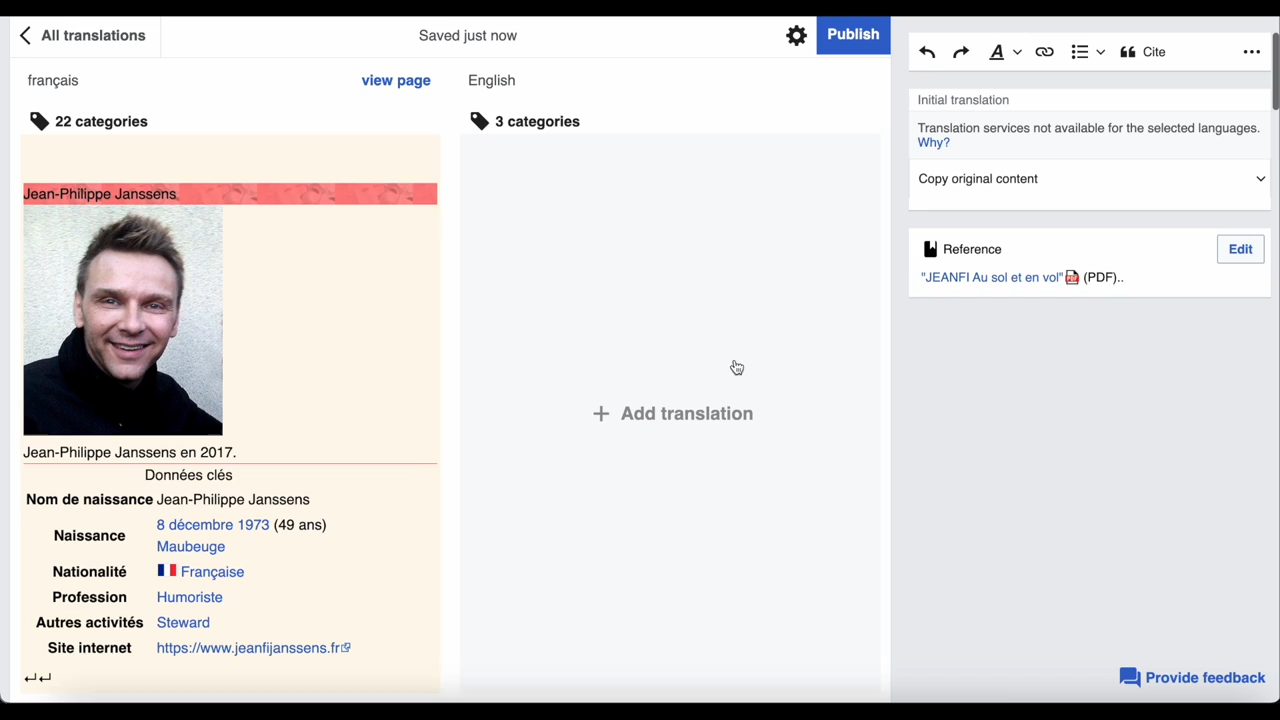 All translations
Saved just now
Publish
français
view page
English
22 categories
3 categories
Jean-Philippe Janssens
Jean-Philippe Janssens en 2017.
Données clés
Nom de naissance Jean-Philippe Janssens
Naissance 8 décembre 1973 (49 ans)
Maubeuge
Nationalité Française
Profession Humoriste
Autres activités Steward
Site internet https://www.jeanfijanssens.fr
+ Add translation
A
Cite
Initial translation
Translation services not available for the selected languages.
Why?
Copy original content
Reference
Edit
"JEANFI Au sol et en vol" (PDF)..
Provide feedback